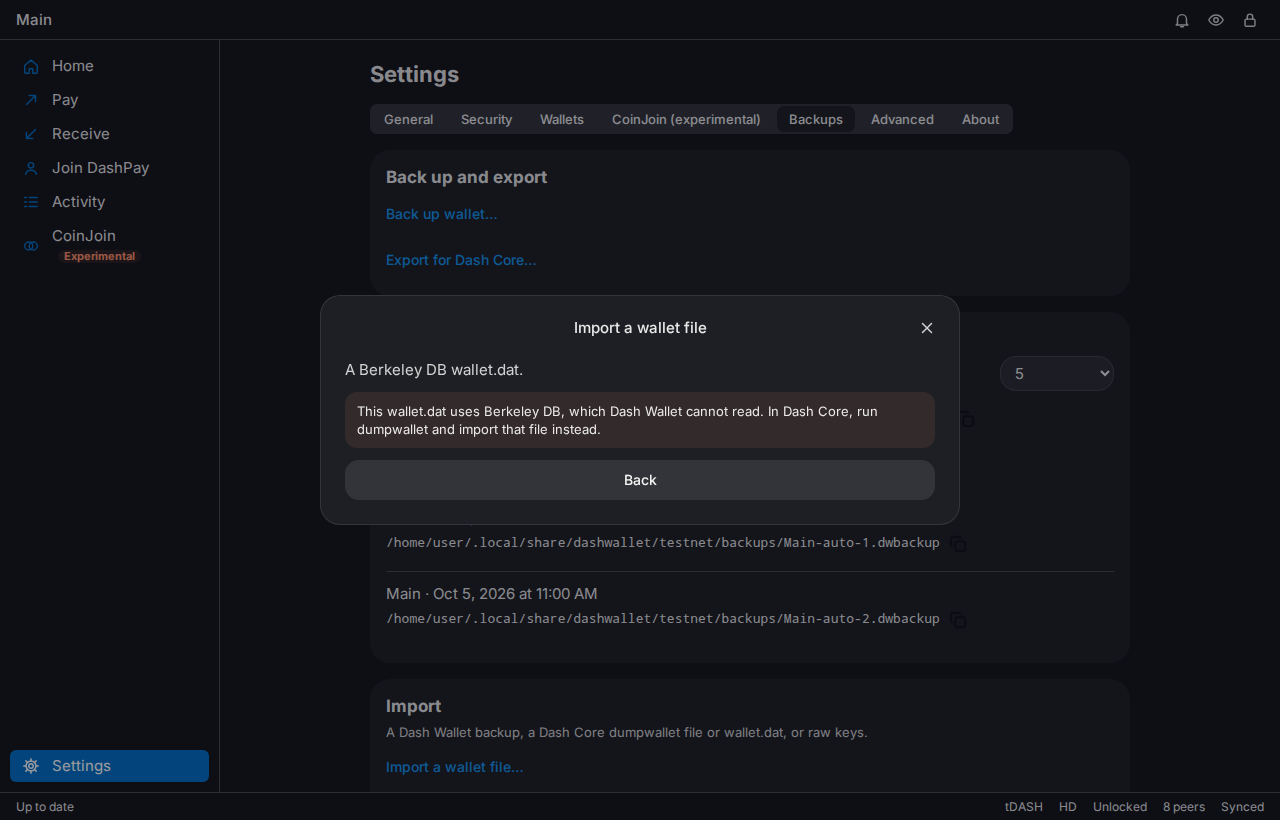 Main
Home
Pay
Receive
Join DashPay
Activity
CoinJoin
Experimental
Settings
Settings
General Security Wallets CoinJoin (experimental) Backups Advanced About
Back up and export
Back up wallet...
Export for Dash Core...
5
Import a wallet file
A Berkeley DB wallet.dat.
This wallet.dat uses Berkeley DB, which Dash Wallet cannot read. In Dash Core, run
dumpwallet and import that file instead.
Back
/home/user/.local/share/dashwallet/testnet/backups/Main-auto-1.dwbackup
Main · Oct 5, 2026 at 11:00 AM
/home/user/.local/share/dashwallet/testnet/backups/Main-auto-2.dwbackup
Import
A Dash Wallet backup, a Dash Core dumpwallet file or wallet.dat, or raw keys.
Import a wallet file...
Up to date
tDASH HD Unlocked 8 peers Synced